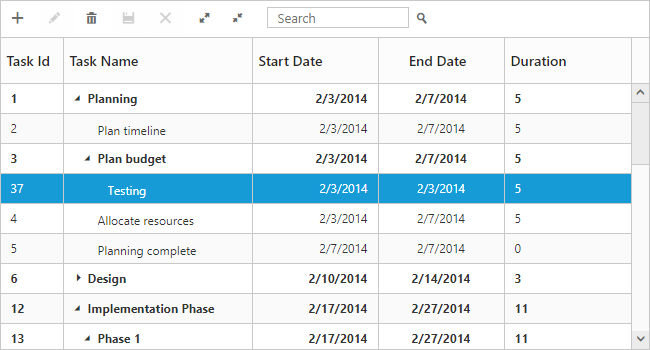 Search
Task Id Task Name Start Date End Date Duration
1 Planning 2/3/2014 2/7/2014 5
2 Plan timeline 2/3/2014 2/7/2014 5
3 Plan budget 2/3/2014 2/7/2014 5
37 Testing 2/3/2014 2/3/2014 5
4 Allocate resources 2/3/2014 2/7/2014 5
5 Planning complete 2/7/2014 2/7/2014 0
6 Design 2/10/2014 2/14/2014 3
12 Implementation Phase 2/17/2014 2/27/2014 11
13 Phase 1 2/17/2014 2/27/2014 11